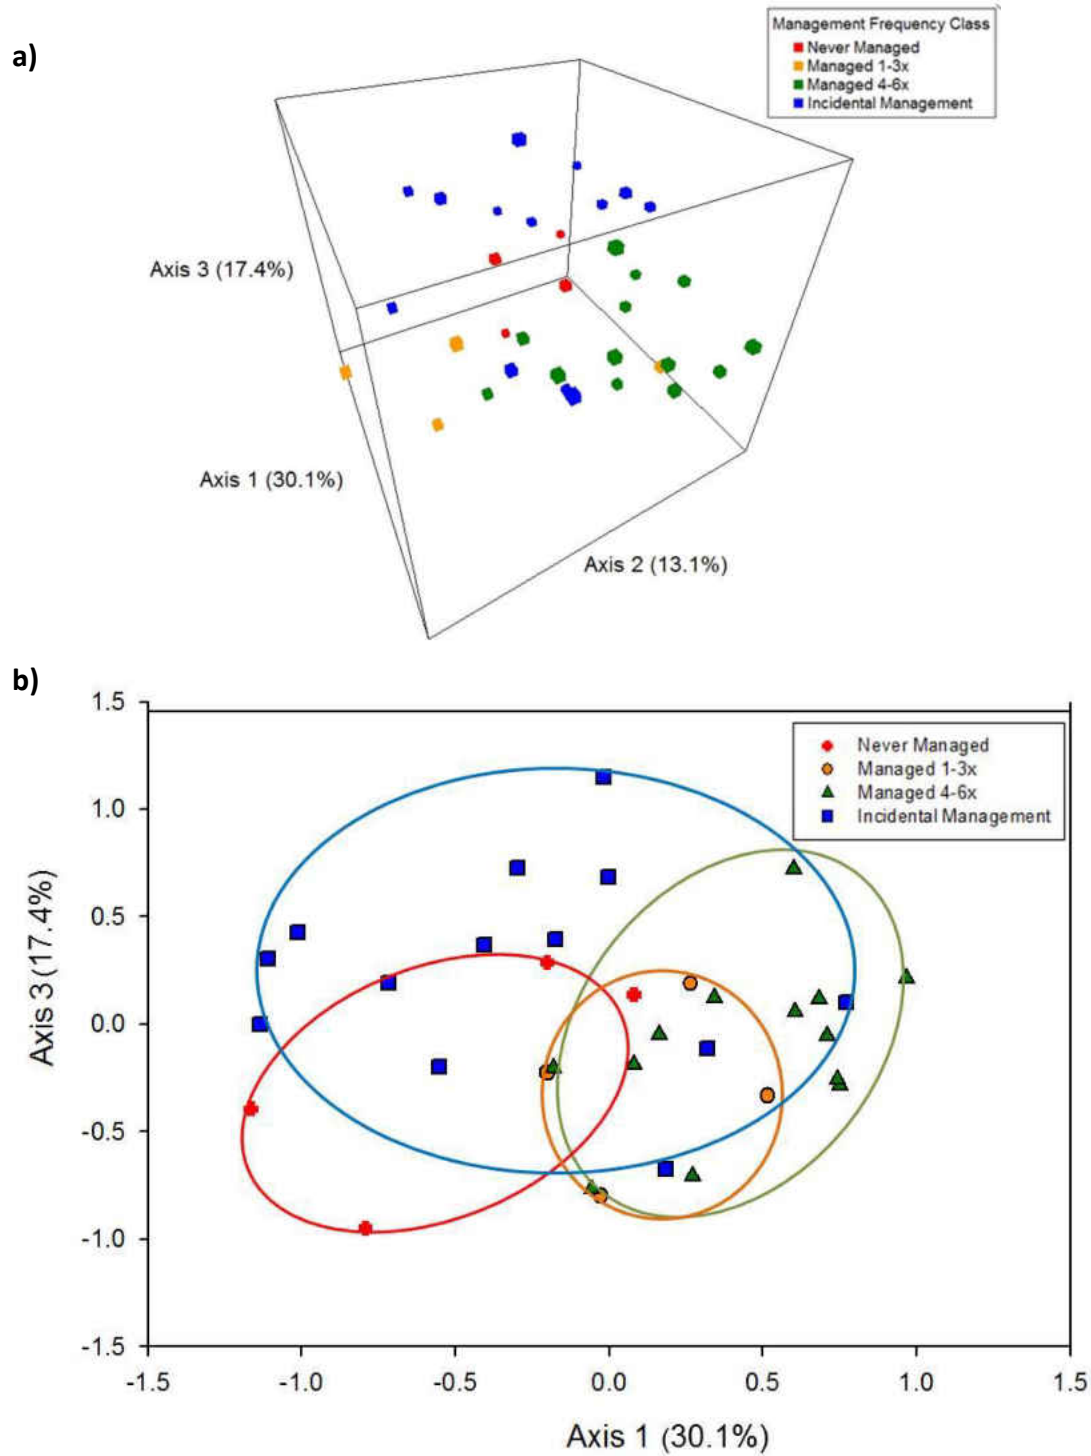 a)
Management Frequency Class
Never Managed
Managed 1-3x
Managed 4-6x
Incidental Management
Axis 3 (17.4%)
Axis 1 (30.1%)
Axis 2 (13.1%)
b)
1.5
1.0
0.5
0.0
-0.5
-1.0
-1.5
Axis 3 (17.4%)
Never Managed
Managed 1-3x
Managed 4-6x
Incidental Management
-1.5 -1.0 -0.5 0.0 0.5 1.0 1.5
Axis 1 (30.1%)